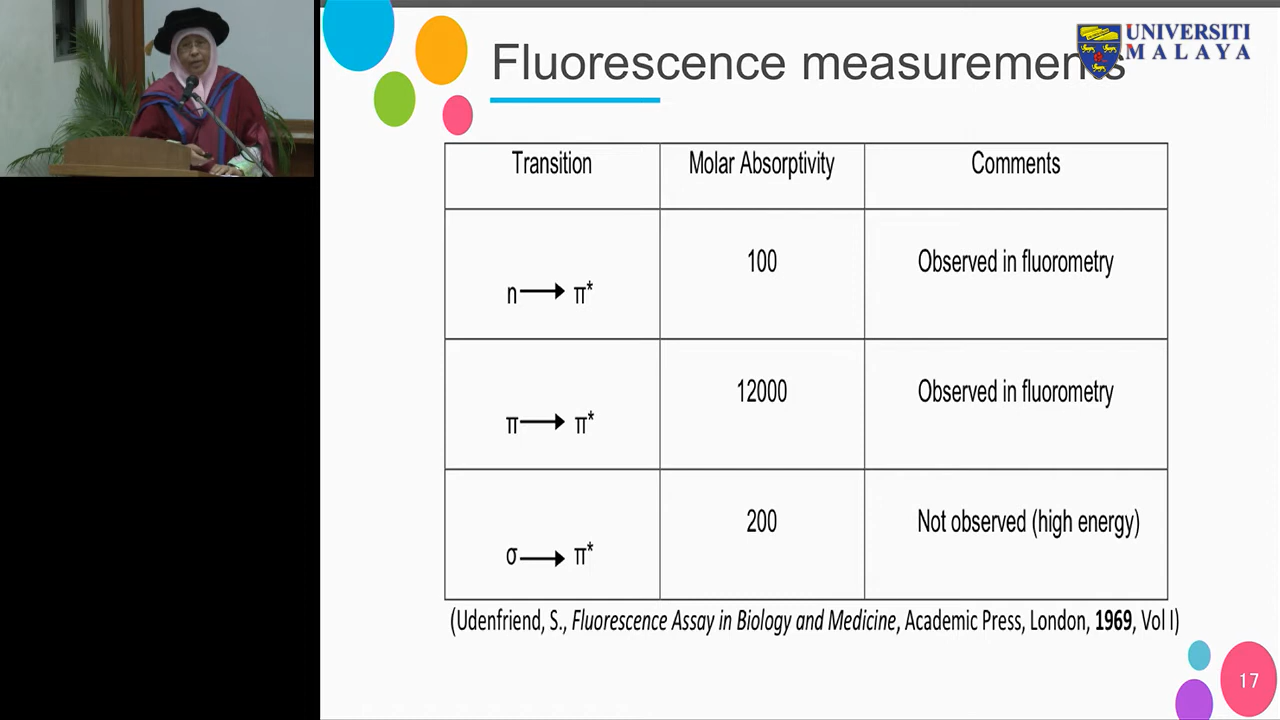 Fluorescence measurements
UNIVERSITI
MALAYA
Transition Molar Absorptivity Comments
n⟶ π* 100 Observed in fluorometry
π⟶ π* 12000 Observed in fluorometry
σ⟶ π* 200 Not observed (high energy)
(Udenfriend, S., Fluorescence Assay in Biology and Medicine, Academic Press, London, 1969, Vol I)
17